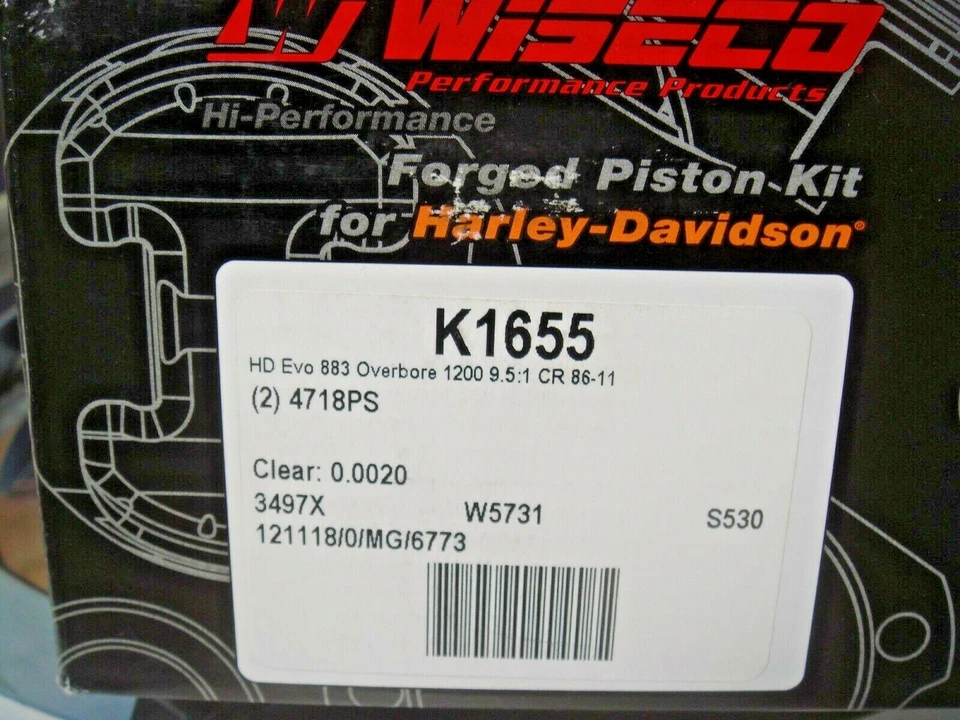 WISECO
Performance Products
Hi-Performance
Forged Piston Kit
for Harley-Davidson®
K1655
HD Evo 883 Overbore 1200 9.5:1 CR 86-11
(2) 4718PS
Clear: 0.0020
3497X W5731 S530
121118/0/MG/6773